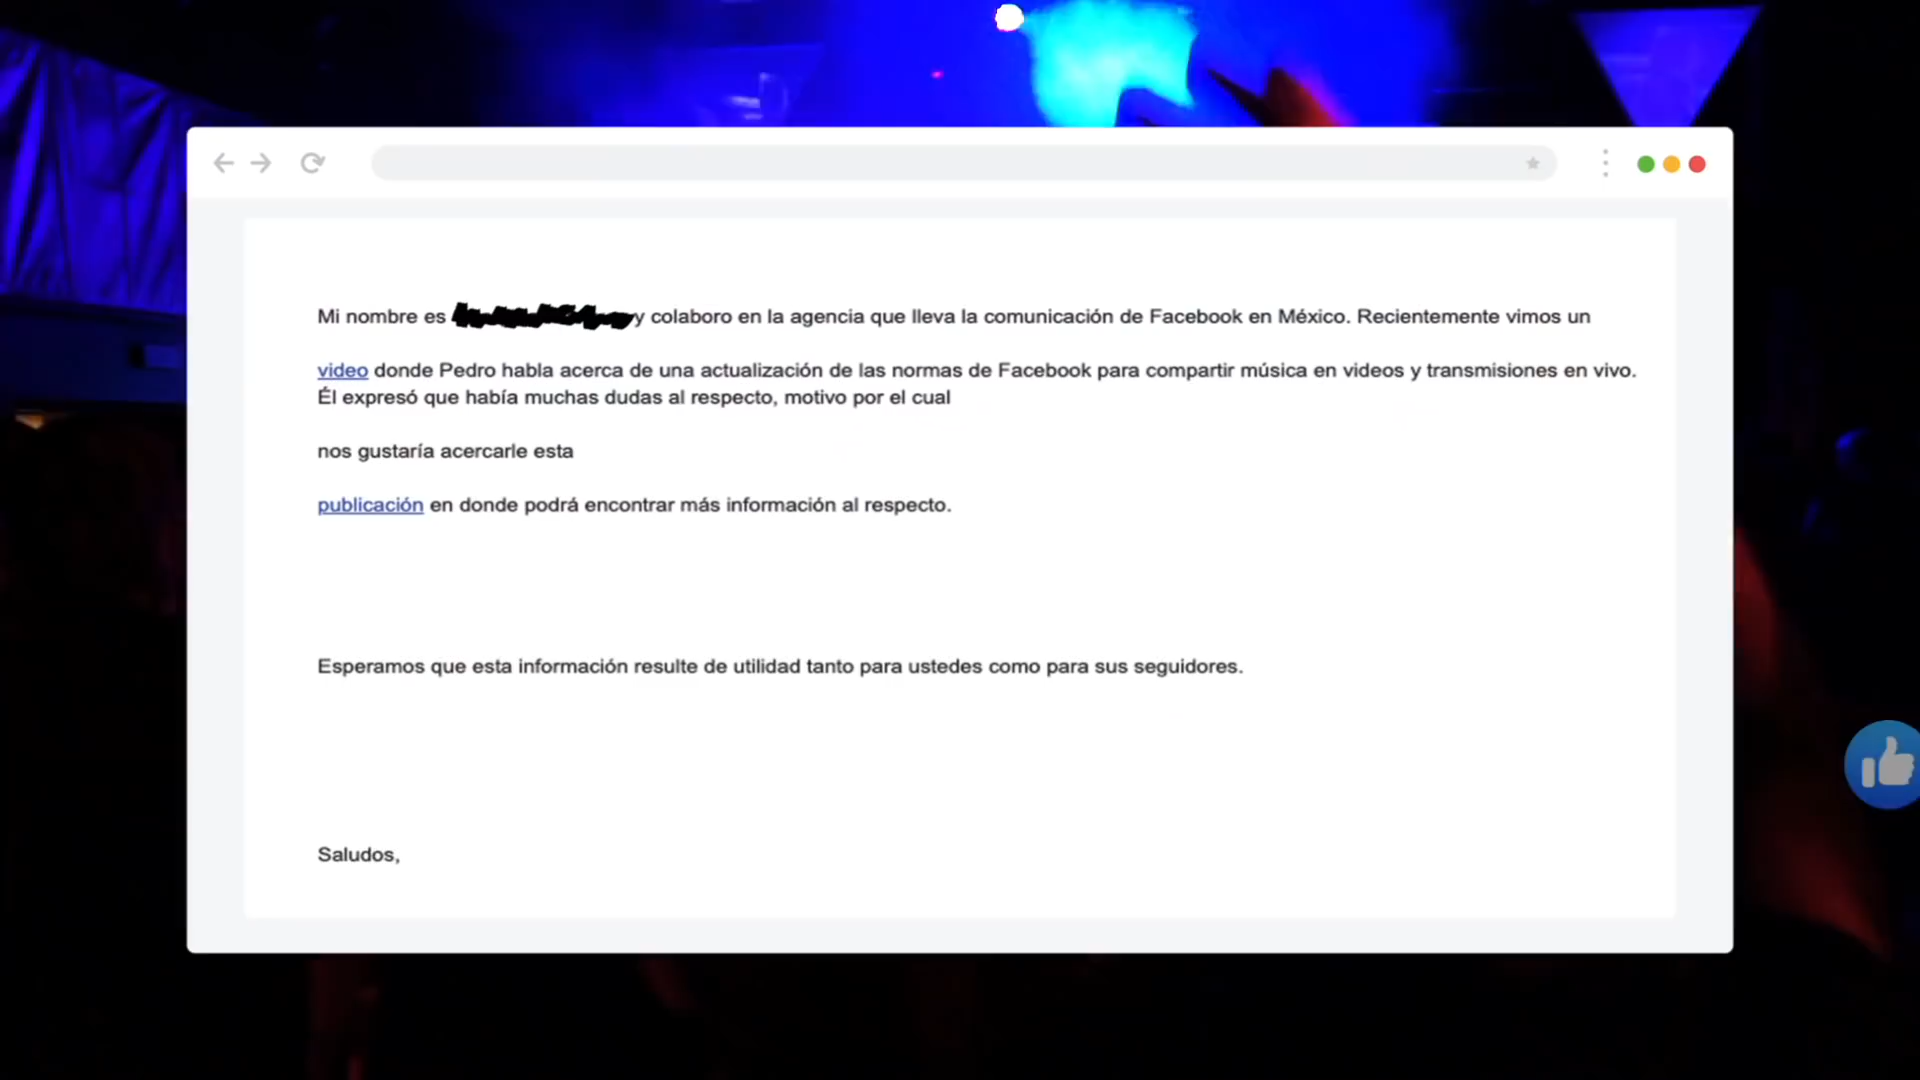 Mi nombre es y colaboro en la agencia que lleva la comunicación de Facebook en México. Recientemente vimos un
video donde Pedro habla acerca de una actualización de las normas de Facebook para compartir música en videos y transmisiones en vivo.
Él expresó que había muchas dudas al respecto, motivo por el cual
nos gustaría acercarle esta
publicación en donde podrá encontrar más información al respecto.
Esperamos que esta información resulte de utilidad tanto para ustedes como para sus seguidores.
Saludos,